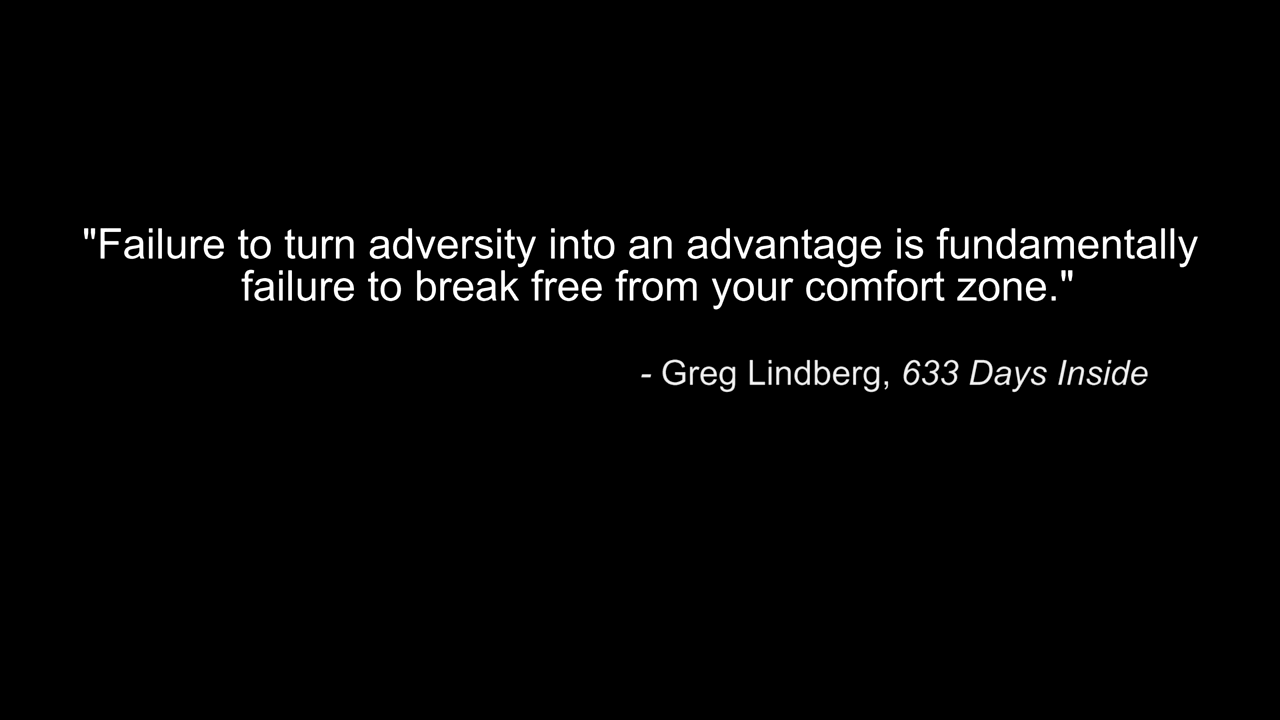 "Failure to turn adversity into an advantage is fundamentally
failure to break free from your comfort zone."
- Greg Lindberg, 633 Days Inside